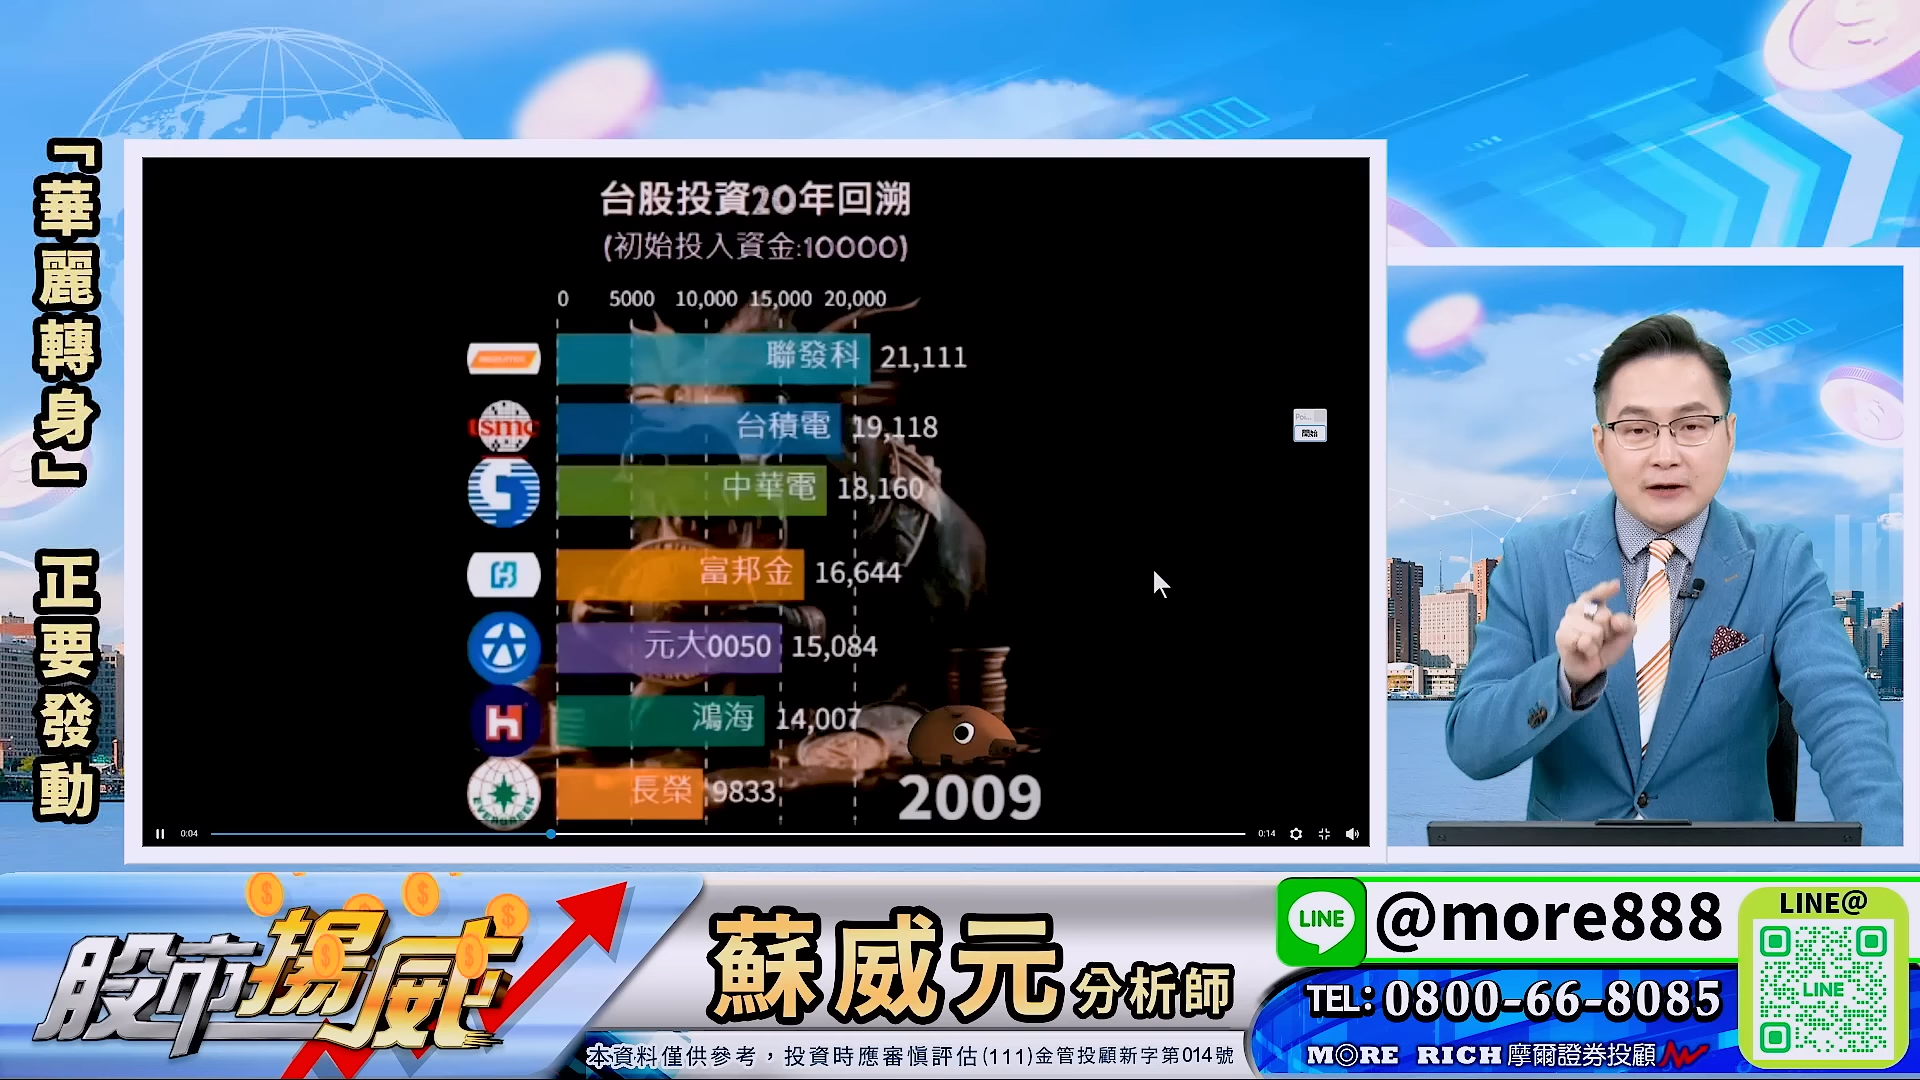 「華麗轉身」 正要發動
台股投資20年回溯
(初始投入資金:10000)
0 5000 10,000 15,000 20,000
聯發科 21,111
tsmc 台積電 19,118
中華電 18,160
富邦金 16,644
元大0050 15,084
鴻海 14,007
EVERGREEN 長榮 9833
2009
0:04
0:14
Poi...
開始
股市揚威
蘇威元 分析師
本資料僅供參考，投資時應審慎評估(111)金管投顧新字第014號
LINE @more888
TEL:0800-66-8085
MORE RICH 摩爾證券投顧
LINE@
LINE